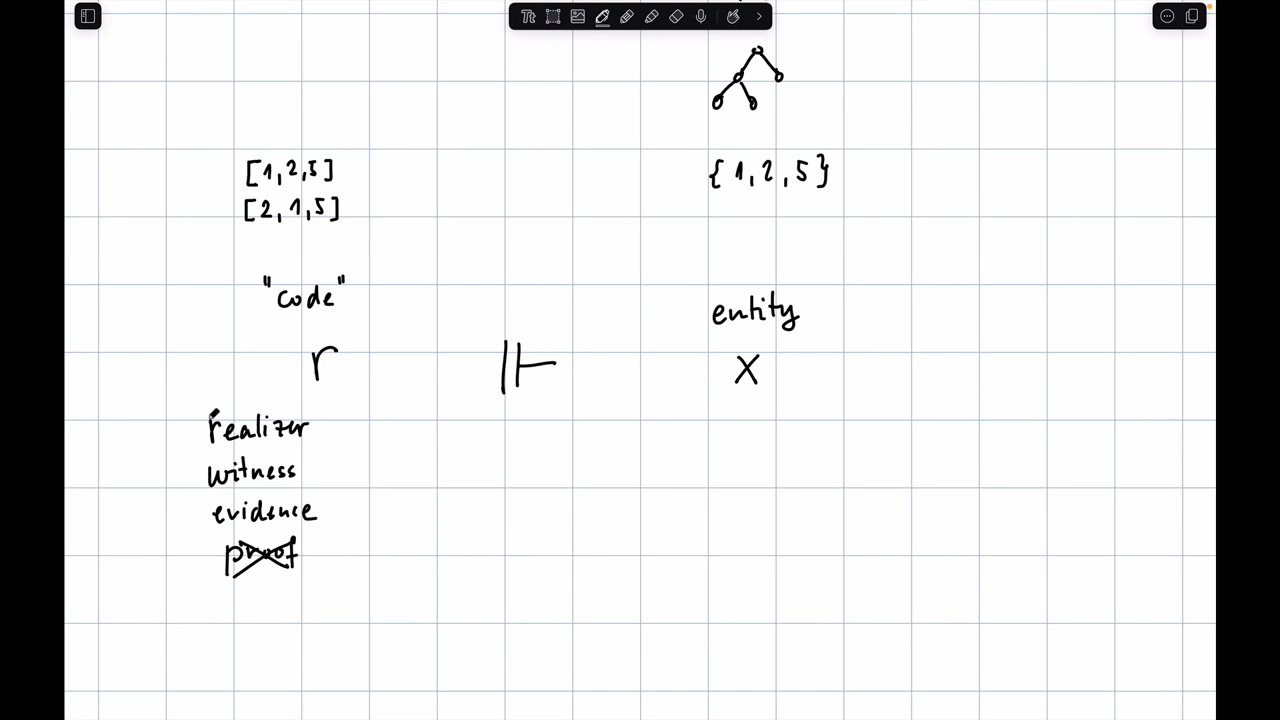 [1,2,5] {1,2,5}
[2,1,5]
"code" entity
r ⊩ x
realizer
witness
evidence
proof